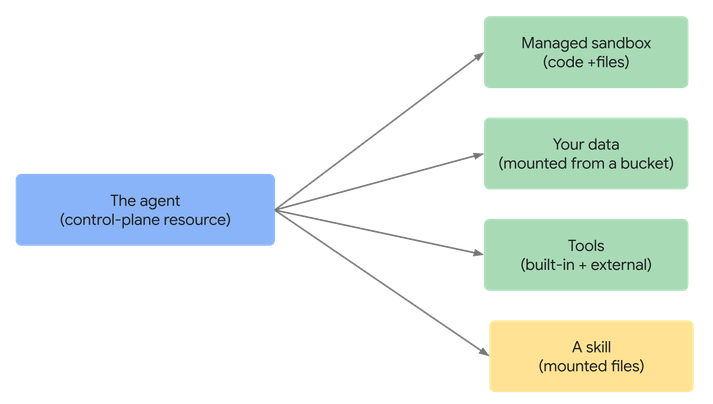 Managed sandbox
(code +files)
Your data
(mounted from a bucket)
The agent
(control-plane resource)
Tools
(built-in + external)
A skill
(mounted files)